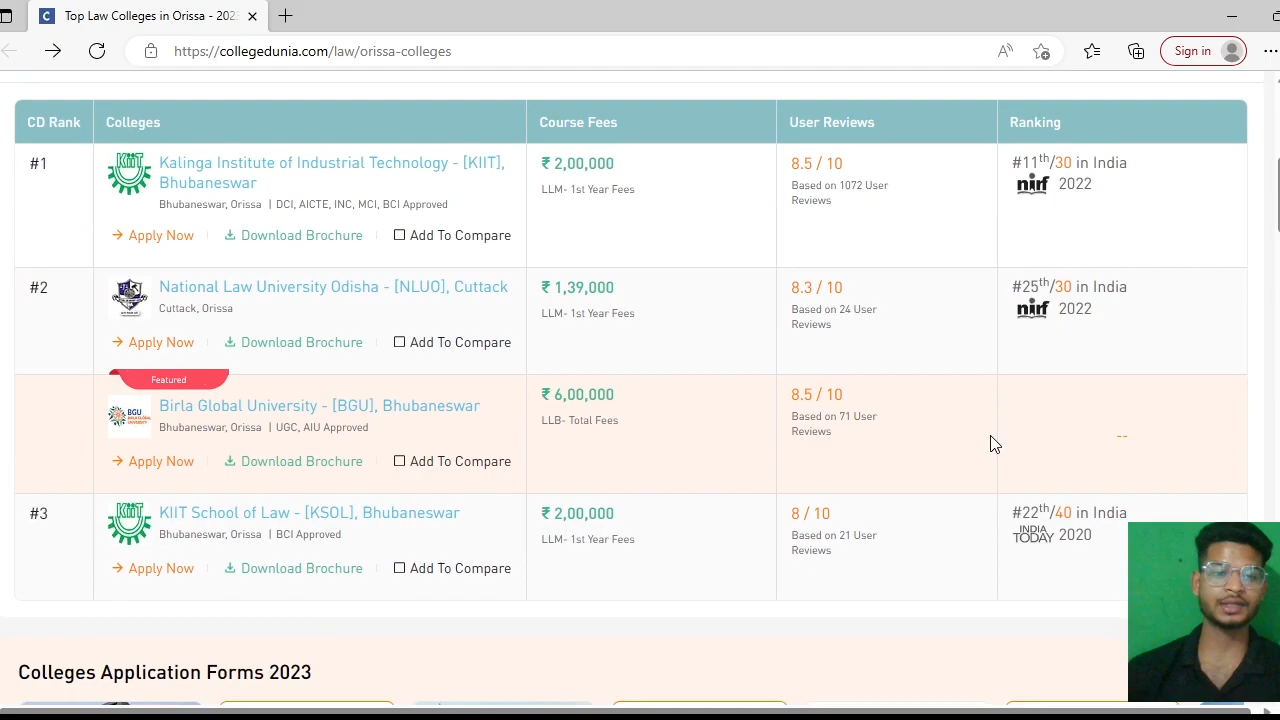 Top Law Colleges in Orissa - 202
https://collegedunia.com/law/orissa-colleges
Sign in
CD Rank Colleges Course Fees User Reviews Ranking
#1 Kalinga Institute of Industrial Technology - [KIIT], Bhubaneswar
Bhubaneswar, Orissa | DCI, AICTE, INC, MCI, BCI Approved
Apply Now Download Brochure Add To Compare
₹ 2,00,000
LLM- 1st Year Fees
8.5 / 10
Based on 1072 User
Reviews
#11th/30 in India
nirf 2022
#2 National Law University Odisha - [NLUO], Cuttack
Cuttack, Orissa
Apply Now Download Brochure Add To Compare
₹ 1,39,000
LLM- 1st Year Fees
8.3 / 10
Based on 24 User
Reviews
#25th/30 in India
nirf 2022
Featured
BGU
Birla Global University - [BGU], Bhubaneswar
Bhubaneswar, Orissa | UGC, AIU Approved
Apply Now Download Brochure Add To Compare
₹ 6,00,000
LLB- Total Fees
8.5 / 10
Based on 71 User
Reviews
--
#3 KIIT School of Law - [KSOL], Bhubaneswar
Bhubaneswar, Orissa | BCI Approved
Apply Now Download Brochure Add To Compare
₹ 2,00,000
LLM- 1st Year Fees
8 / 10
Based on 21 User
Reviews
#22th/40 in India
INDIA
TODAY 2020
Colleges Application Forms 2023